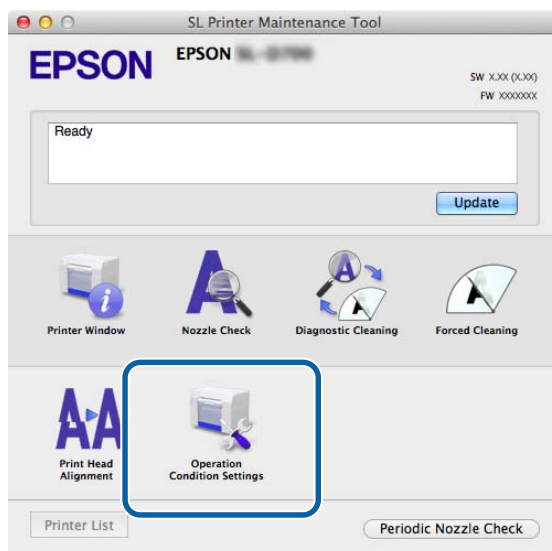 SL Printer Maintenance Tool
EPSON
EPSON
SW X.XX (X.XX)
FW XXXXXXX
Ready
Update
Printer Window
Nozzle Check
Diagnostic Cleaning
Forced Cleaning
Print Head
Alignment
Operation
Condition Settings
Printer List
Periodic Nozzle Check